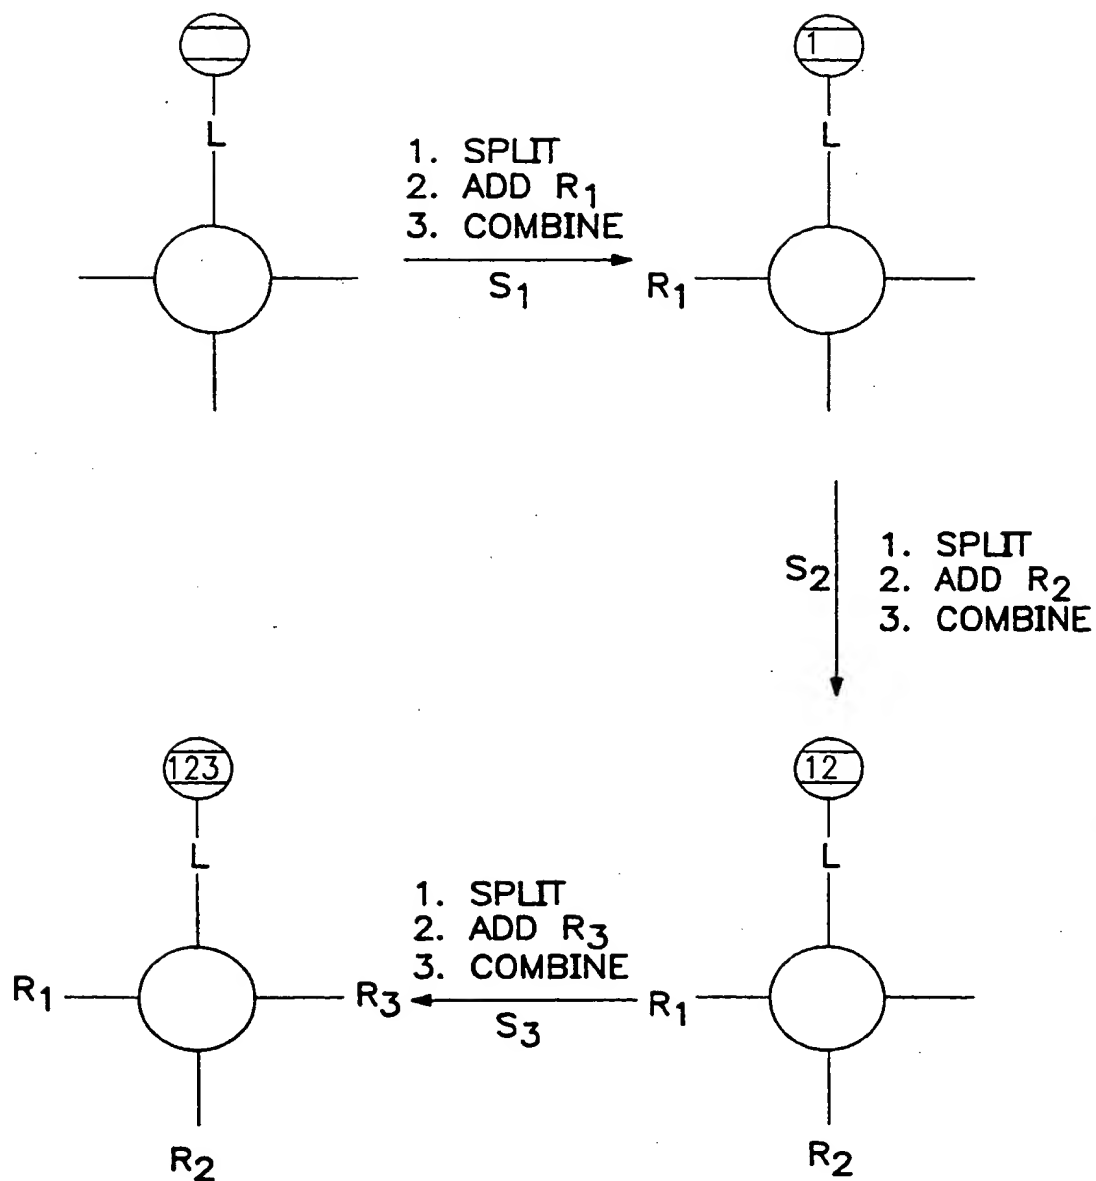 1
L
L
1. SPLIT
2. ADD R1
3. COMBINE
S1
R1
S2
1. SPLIT
2. ADD R2
3. COMBINE
123
12
L
L
1. SPLIT
2. ADD R3
3. COMBINE
R1
R3
S3
R1
R2
R2